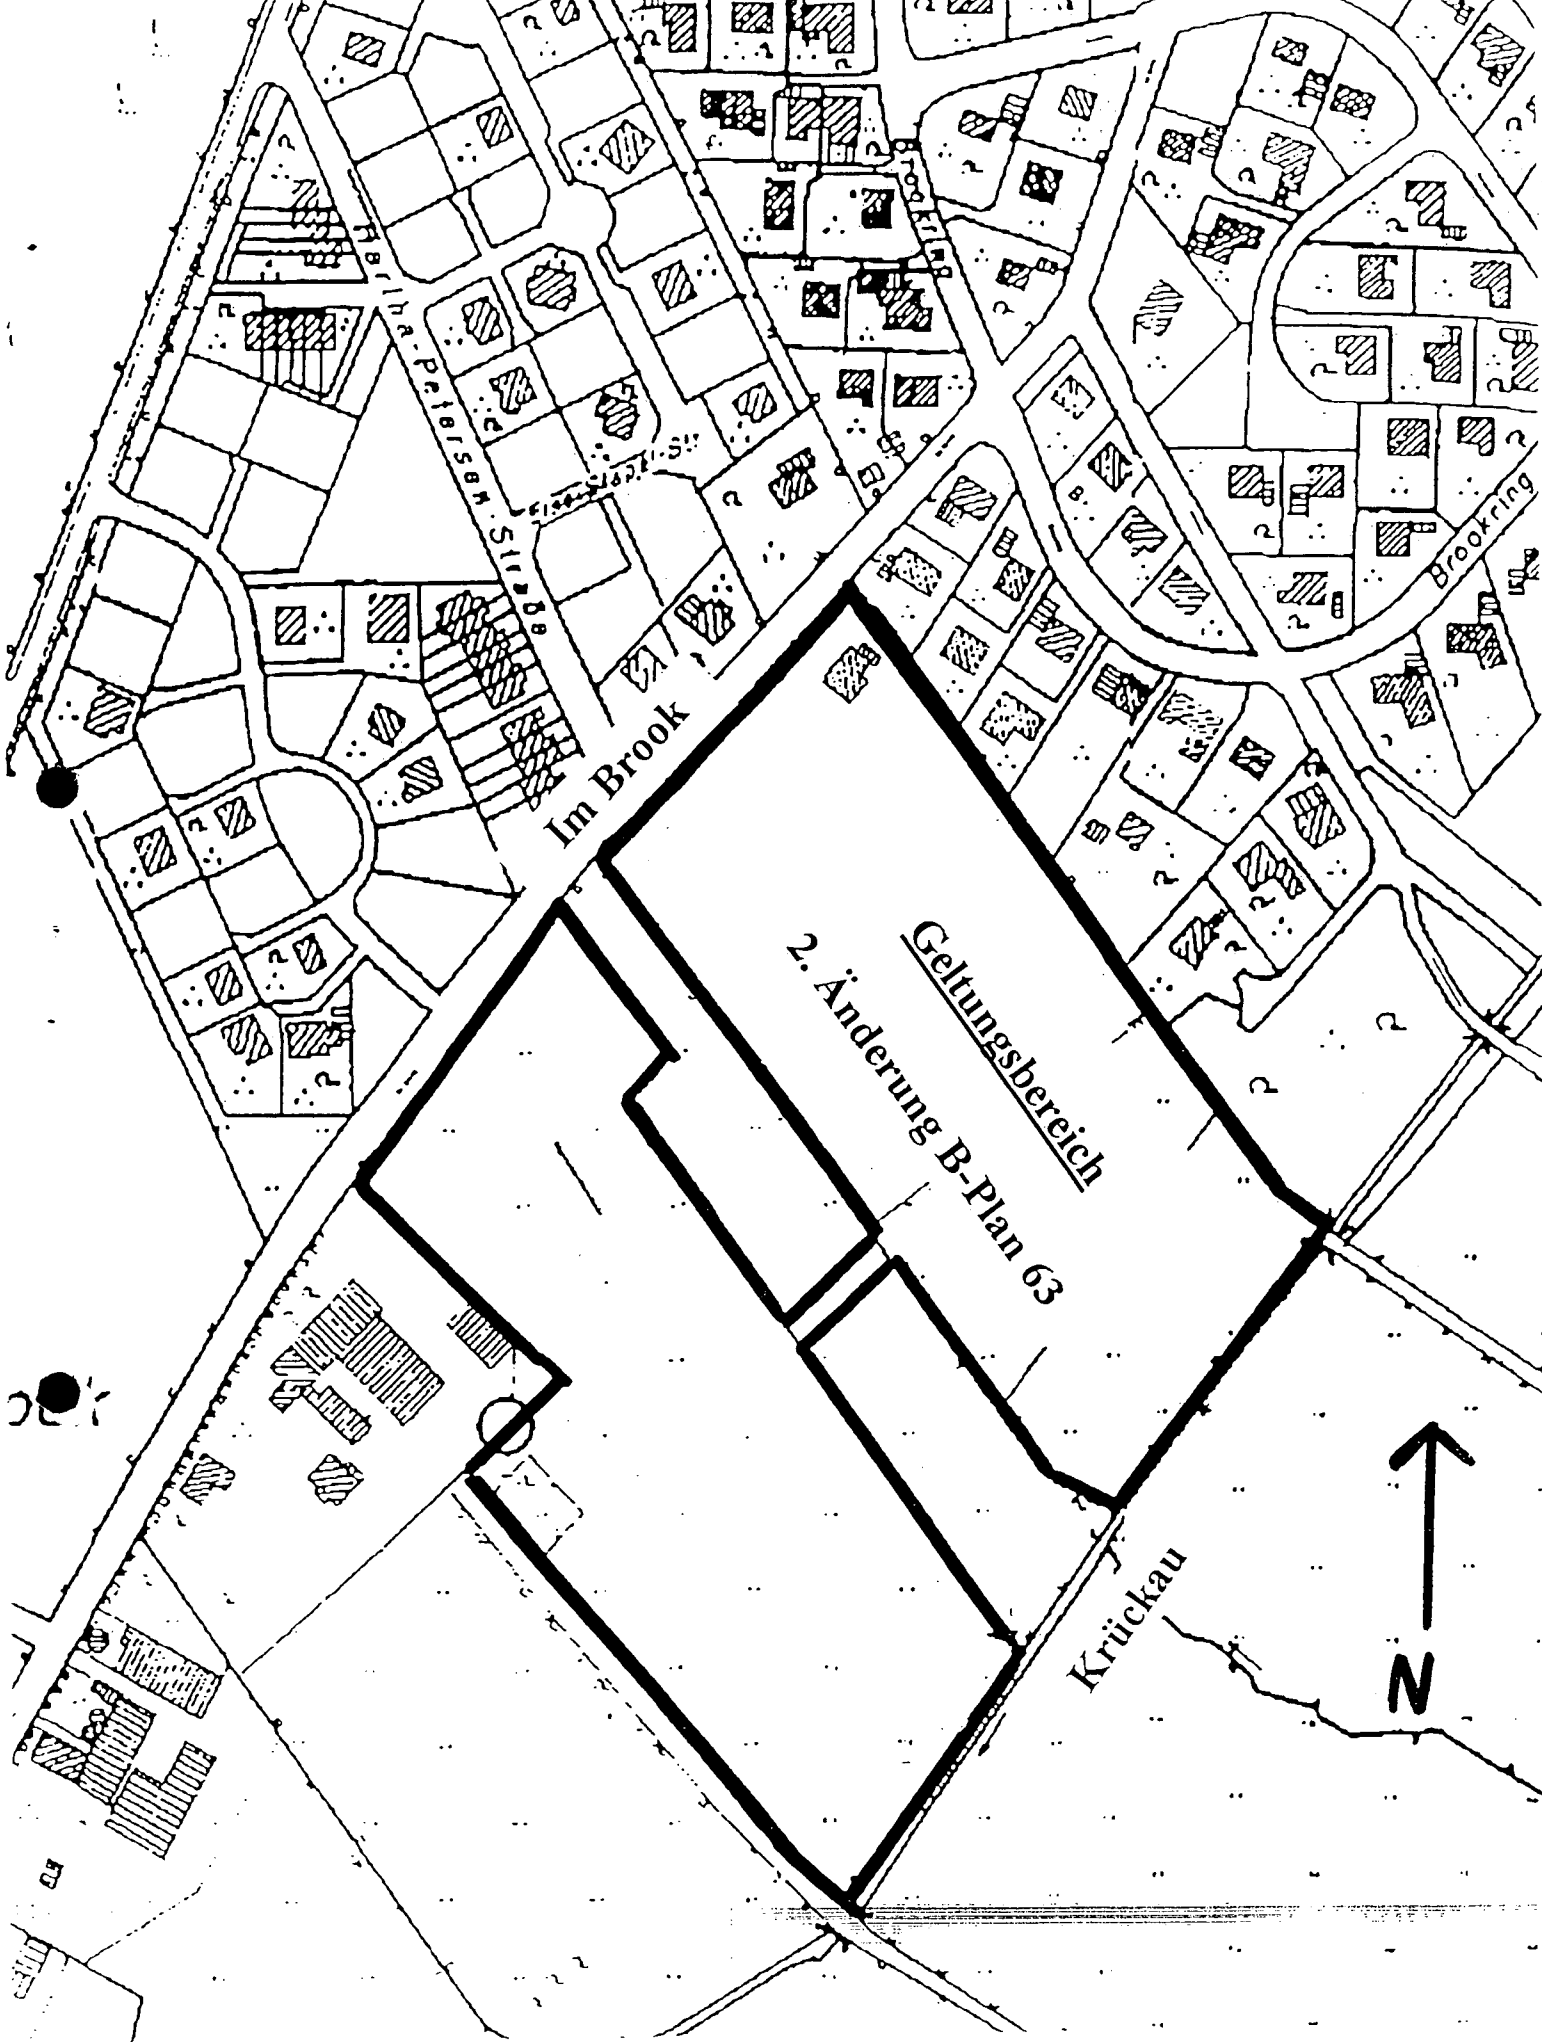 Brookring
Bertha-Petersen-Straße
Brookring
Im Brook
Geltungsbereich
2. Änderung B-Plan 63
Krückau
N